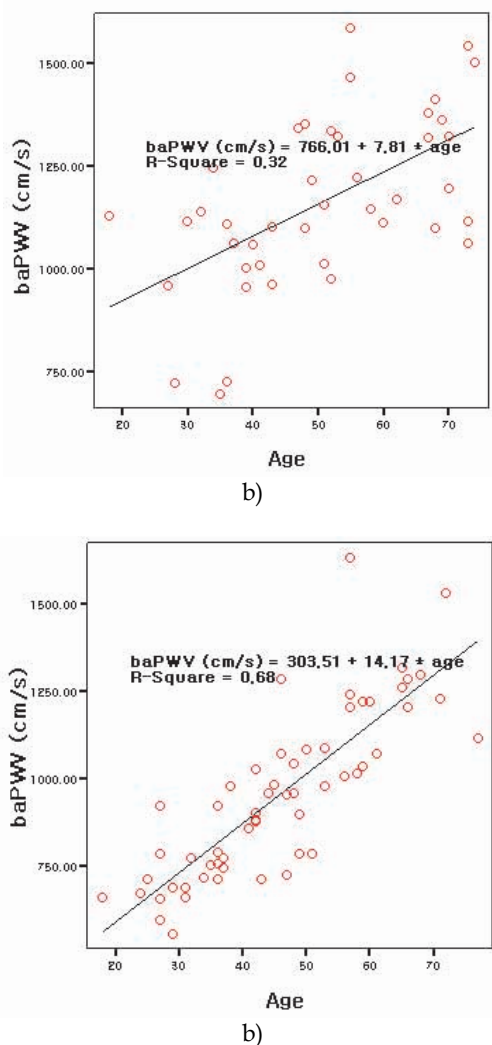 1500.00
baPWV (cm/s) = 766.01 + 7.81 * age
R-Square = 0.32
1250.00
baPWV (cm/s)
1000.00
750.00
20 30 40 50 60 70
Age
b)
1500.00
baPWV (cm/s) = 303.51 + 14.17 * age
R-Square = 0.68
1250.00
baPWV (cm/s)
1000.00
750.00
20 30 40 50 60 70
Age
b)